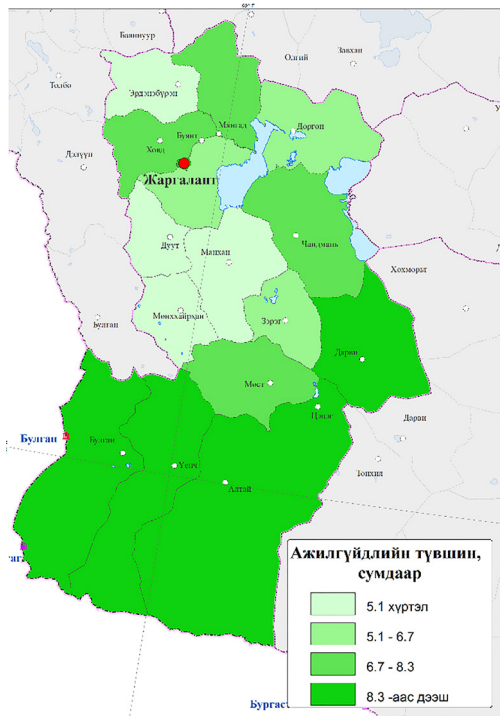 Баяннуур
Завхан
Өлгий
Толбо
Эрдэнэбүрэн
Мянгад
Дөргөн
Буянт
Ховд
Дэлүүн
Жаргалант
Дуут
Манхан
Чандмань
Хохморьт
Мөнххайрхан
Зэрэг
Булган
Дарви
Мөст
Цэцэг
Дарви
Булган
Булган
Үенч
Алтай
Тонхил
Ажилгүйдлийн түвшин,
сумдаар
5.1 хүртэл
5.1 - 6.7
6.7 - 8.3
8.3 -аас дээш